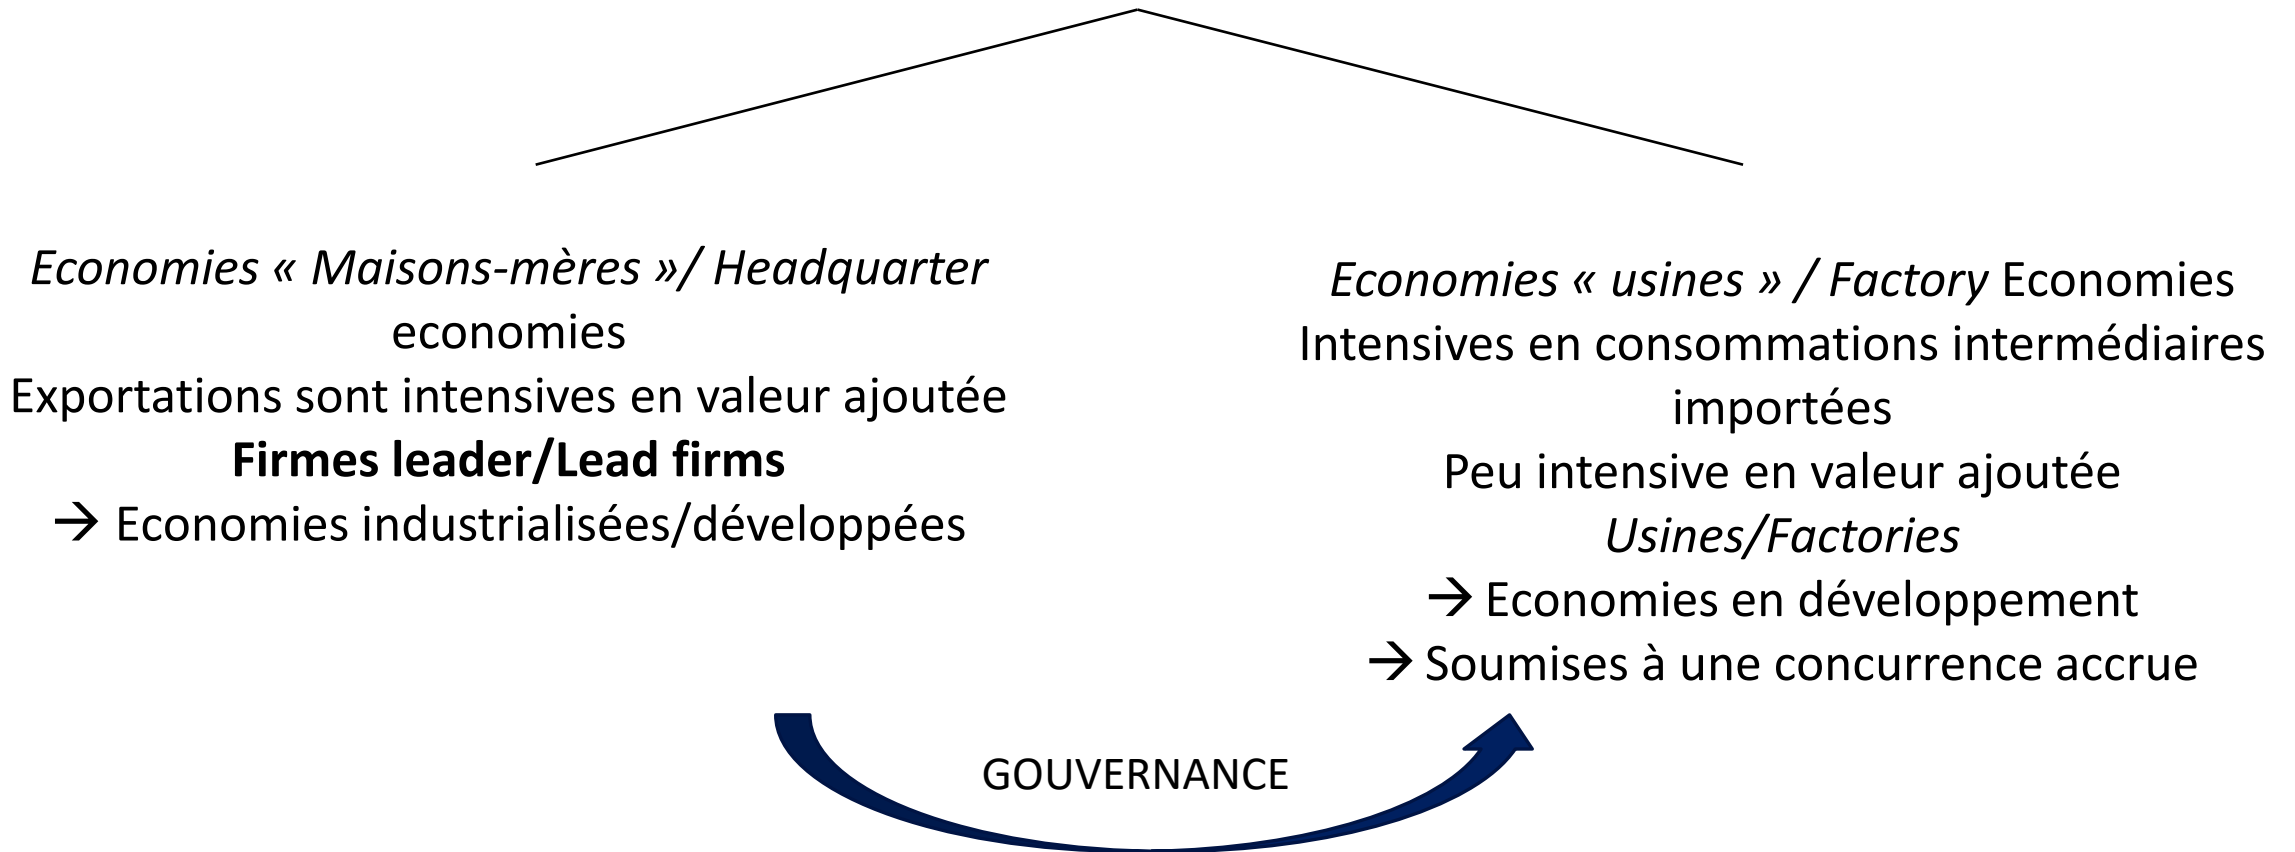 Economies « Maisons-mères »/ Headquarter
economies
Exportations sont intensives en valeur ajoutée
Firmes leader/Lead firms
→ Economies industrialisées/développées
Economies « usines » / Factory Economies
Intensives en consommations intermédiaires
importées
Peu intensive en valeur ajoutée
Usines/Factories
→ Economies en développement
→ Soumises à une concurrence accrue
GOUVERNANCE